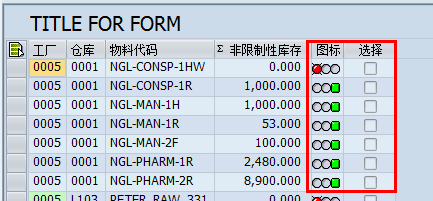 TITLE FOR FORM
工厂 仓库 物料代码 Σ 非限制性库存 图标 选择
0005 0001 NGL-CONSP-1HW 0.000
0005 0001 NGL-CONSP-1R 1,000.000
0005 0001 NGL-MAN-1H 1,000.000
0005 0001 NGL-MAN-1R 53.000
0005 0001 NGL-MAN-2F 100.000
0005 0001 NGL-PHARM-1R 2,480.000
0005 0001 NGL-PHARM-2R 8,900.000
0005 L103 PETER_RAW_331 0.000